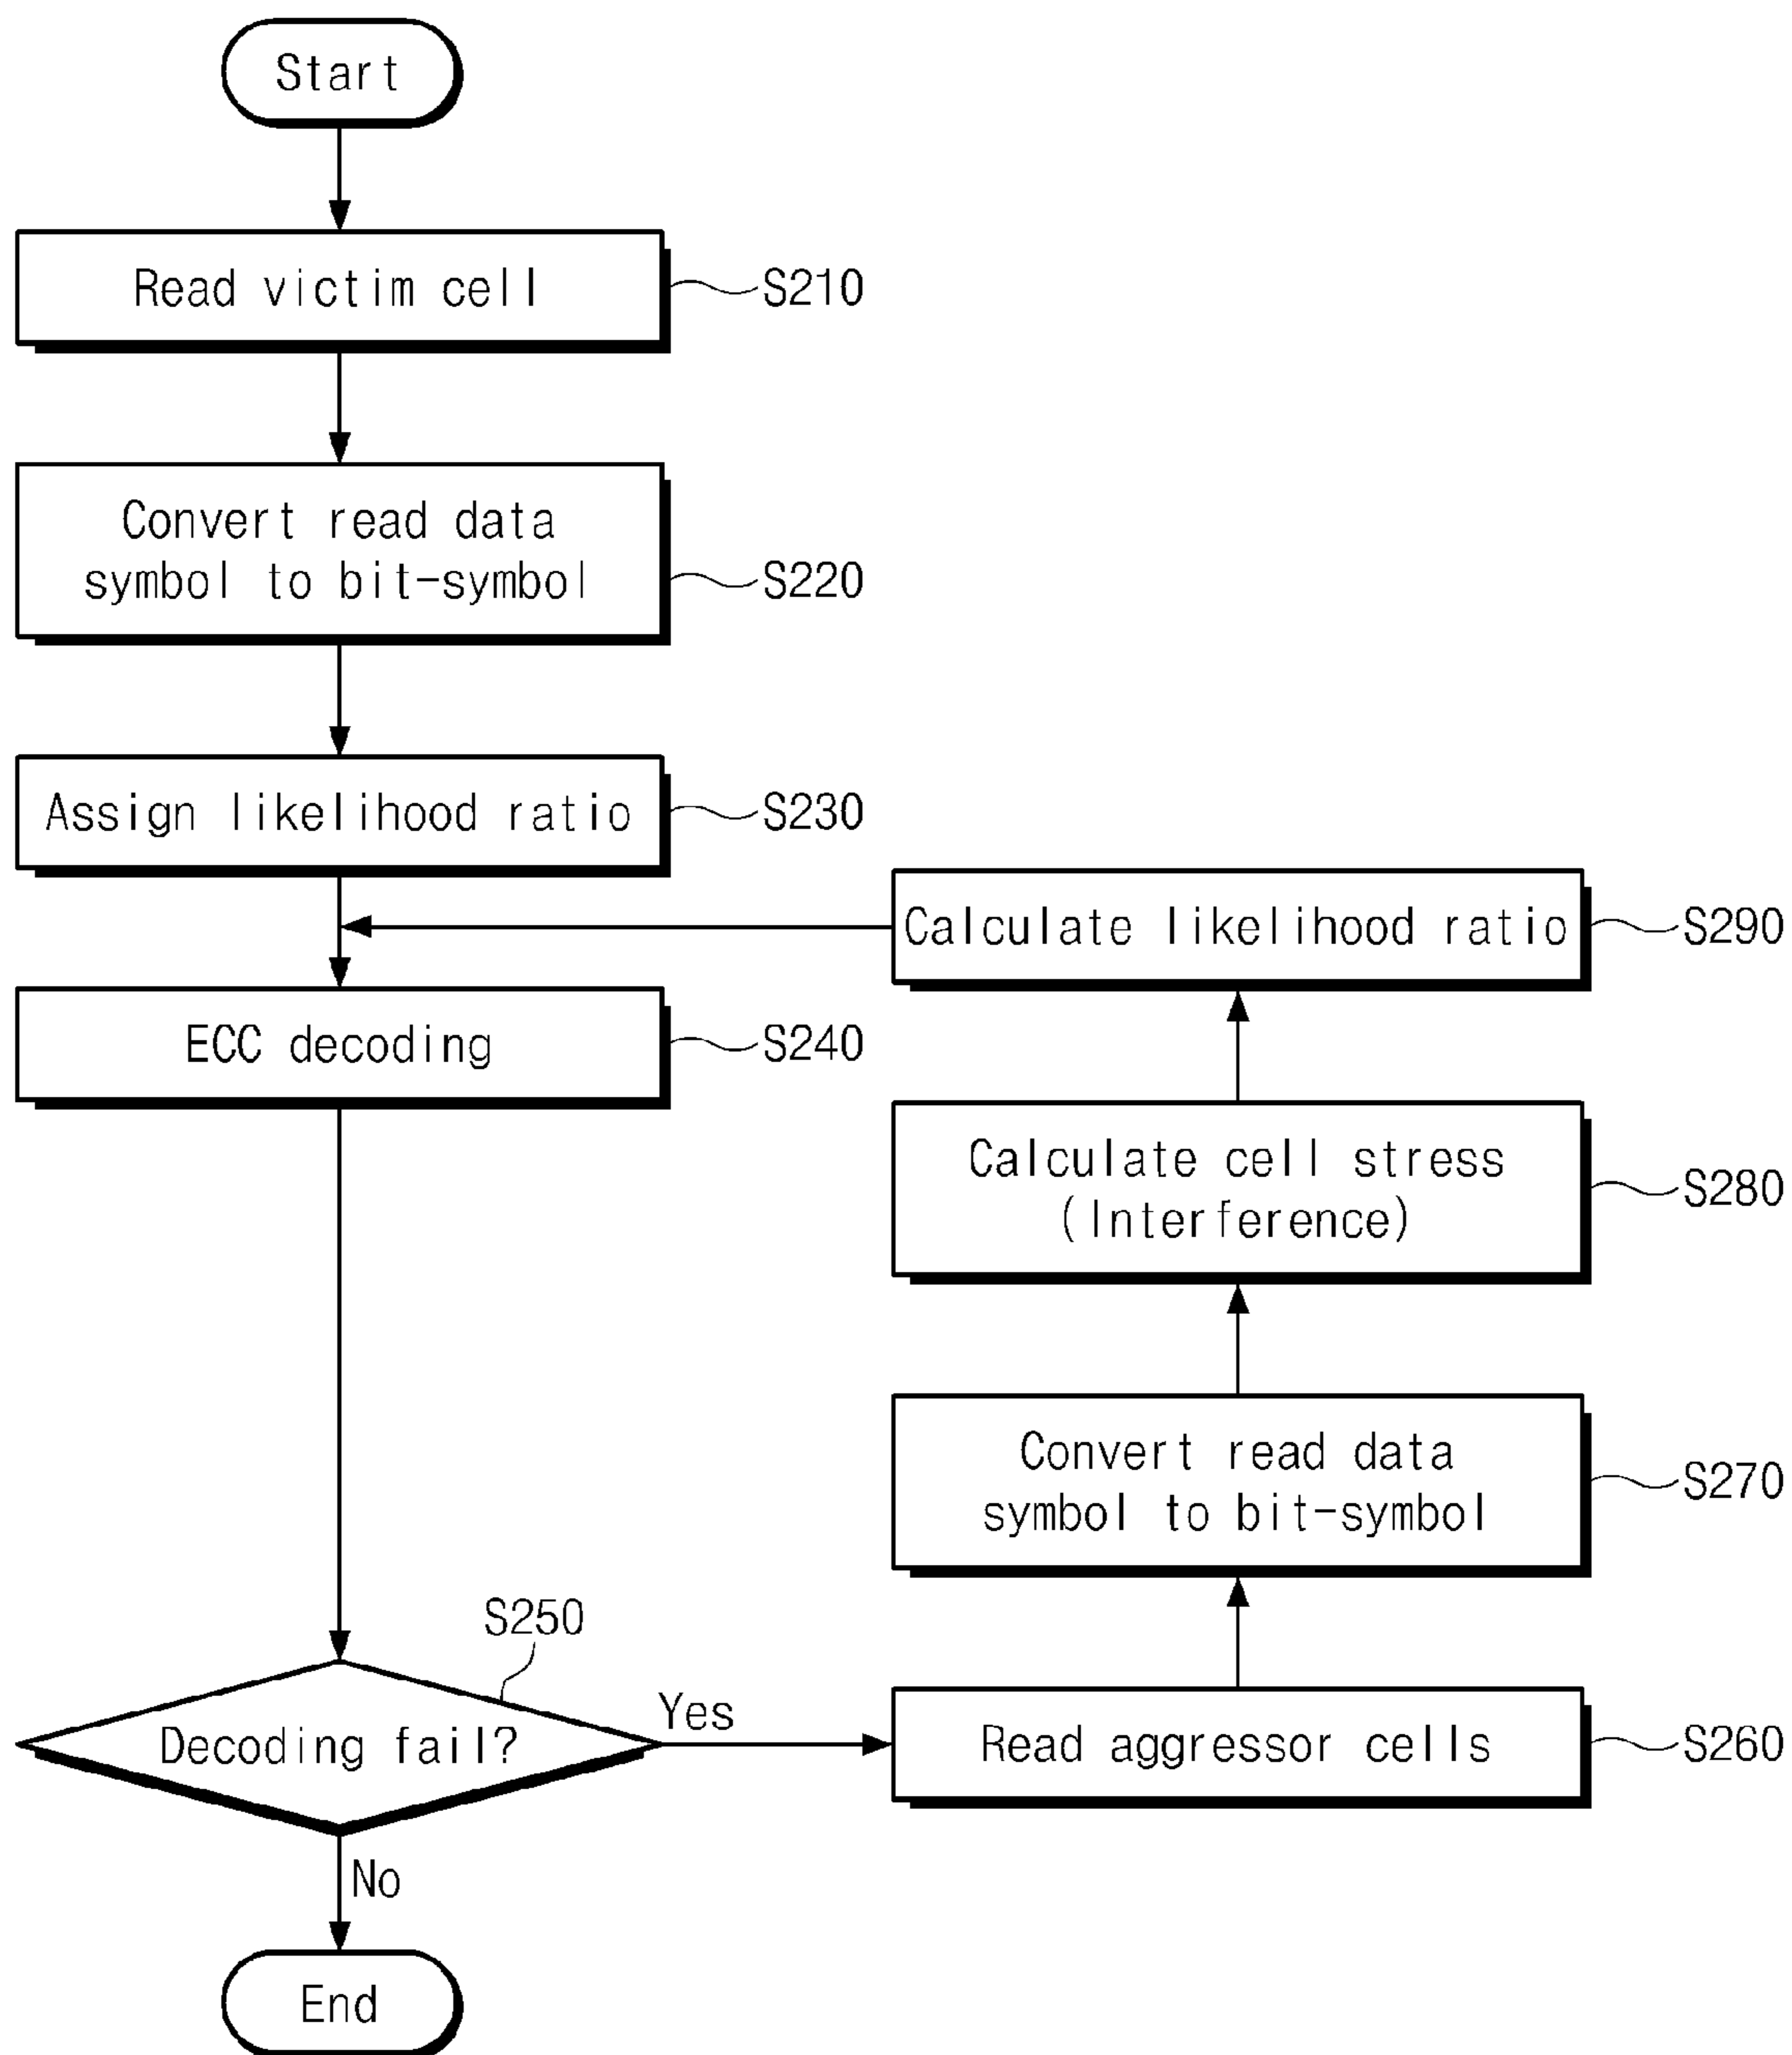 Start
Read victim cell
S210
Convert read data
symbol to bit-symbol
S220
Assign likelihood ratio
S230
Calculate likelihood ratio
S290
ECC decoding
S240
Calculate cell stress
(Interference)
S280
Convert read data
symbol to bit-symbol
S270
S250
Decoding fail?
Yes
Read aggressor cells
S260
No
End